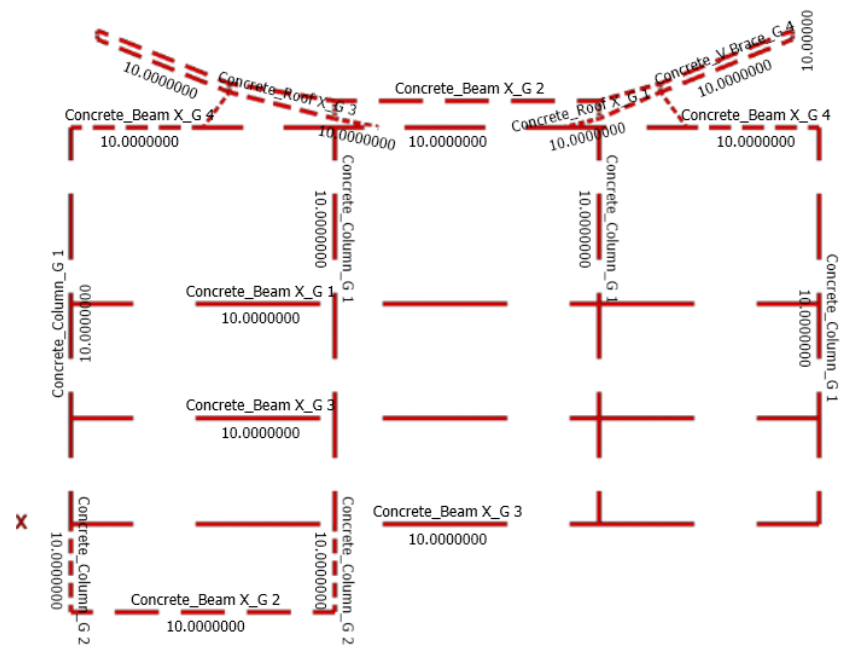 10.0000000
Concrete_V Brace_G 4
10.0000000
10.0000000
Concrete_Roof X_G 3
10.0000000
Concrete_Beam X_G 2
Concrete_Roof X_G 1
10.0000000
Concrete_Beam X_G 4
10.0000000
10.0000000
Concrete_Beam X_G 4
10.0000000
Concrete_Column_G 1
10.0000000
Concrete_Column_G 1
10.0000000
Concrete_Column_G 1
10.0000000
Concrete_Beam X_G 1
10.0000000
Concrete_Column_G 1
10.0000000
Concrete_Beam X_G 3
10.0000000
X
Concrete_Beam X_G 3
10.0000000
Concrete_Column_G 2
10.0000000
Concrete_Column_G 2
10.0000000
Concrete_Beam X_G 2
10.0000000